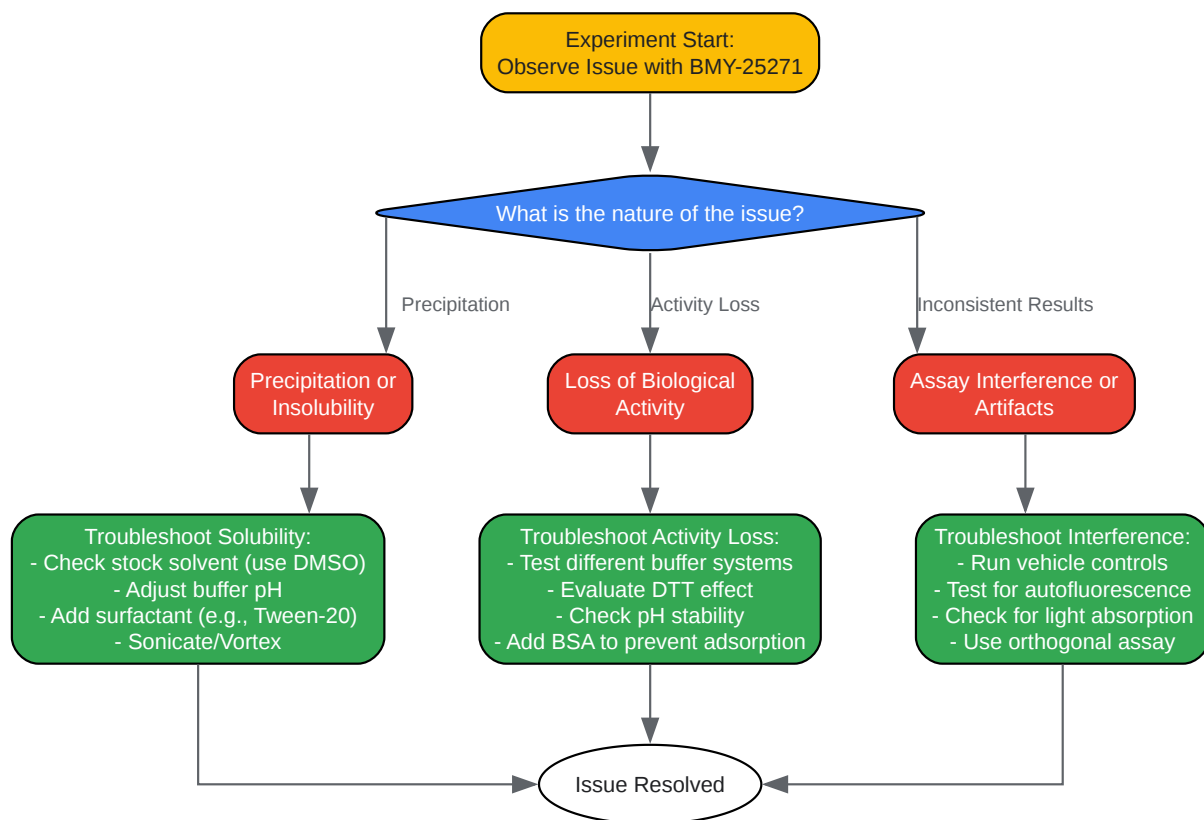 Experiment Start:
Observe Issue with BMY-25271
What is the nature of the issue?
Precipitation
Activity Loss
Inconsistent Results
Precipitation or
Insolubility
Loss of Biological
Activity
Assay Interference or
Artifacts
Troubleshoot Solubility:
- Check stock solvent (use DMSO)
- Adjust buffer pH
- Add surfactant (e.g., Tween-20)
- Sonicate/Vortex
Troubleshoot Activity Loss:
- Test different buffer systems
- Evaluate DTT effect
- Check pH stability
- Add BSA to prevent adsorption
Troubleshoot Interference:
- Run vehicle controls
- Test for autofluorescence
- Check for light absorption
- Use orthogonal assay
Issue Resolved